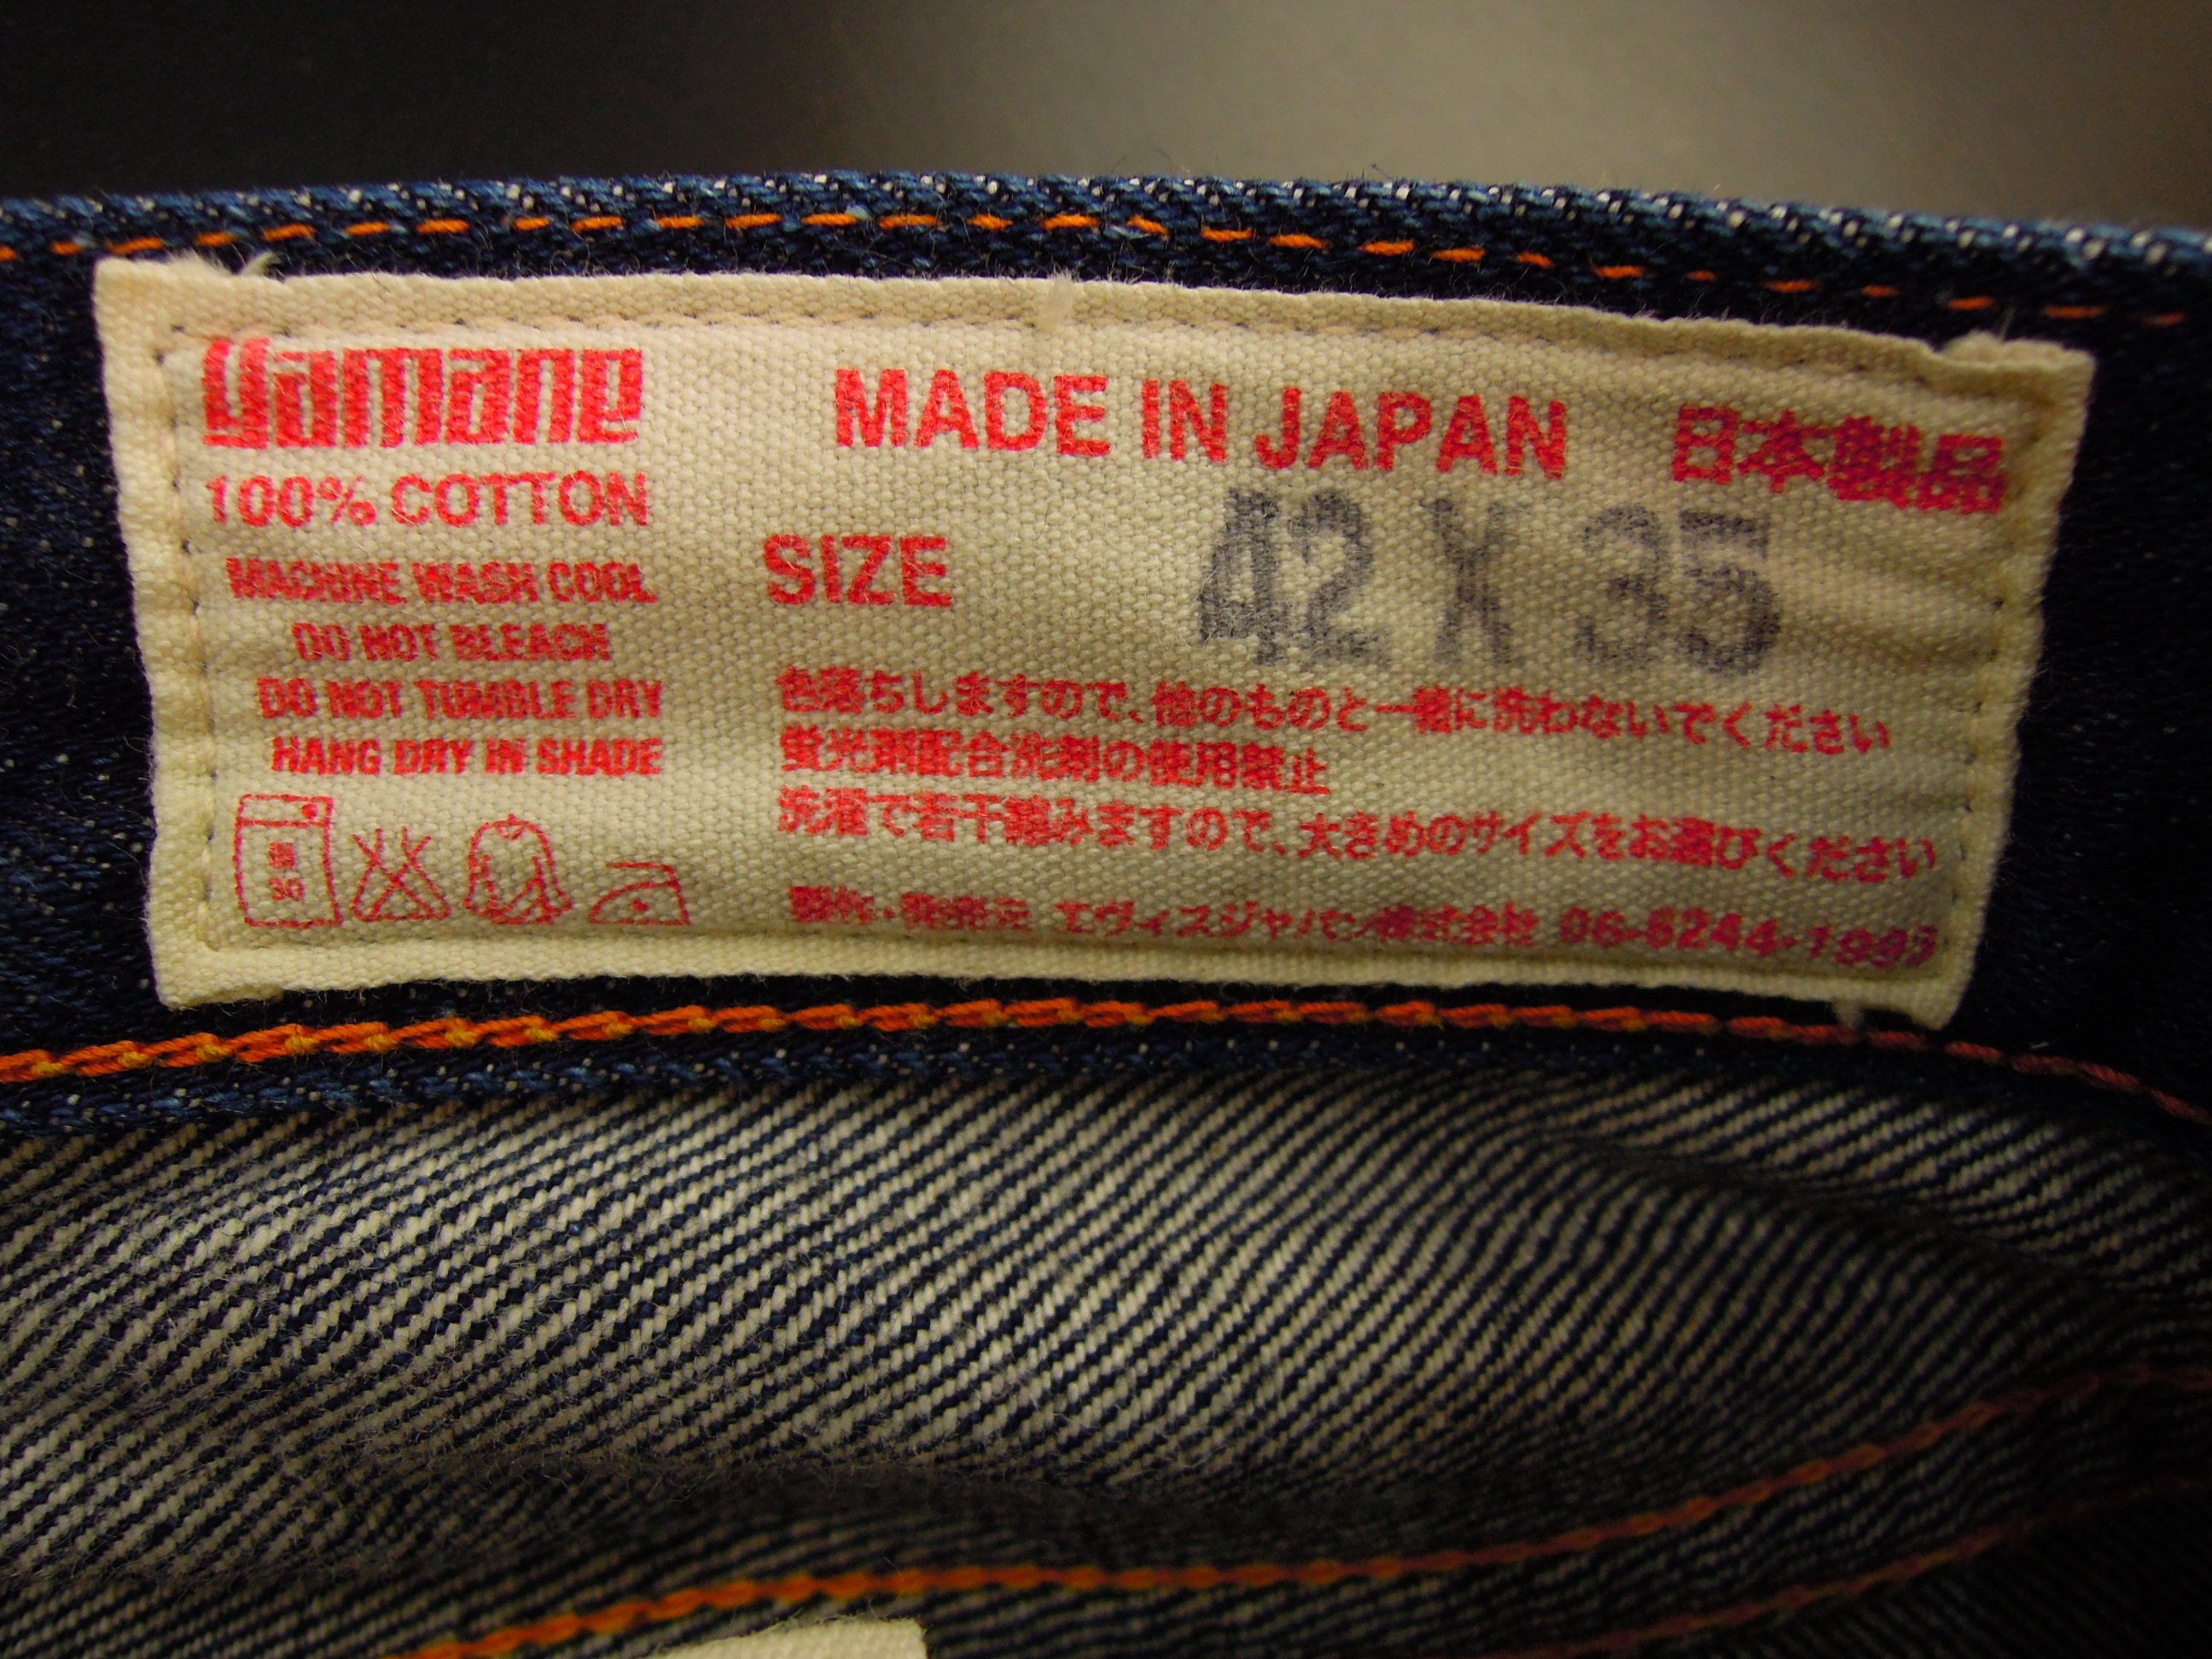 Yamane
100% COTTON
MACHINE WASH COOL
DO NOT BLEACH
DO NOT TUMBLE DRY
HANG DRY IN SHADE
30
MADE IN JAPAN 日本製品
SIZE 42 X 35
色落ちしますので、他のものと一緒に洗わないでください
蛍光剤配合洗剤の使用禁止
洗濯で若干縮みますので、大きめのサイズをお選びください
製作・発売元 エヴィスジャパン株式会社 06-6244-1995